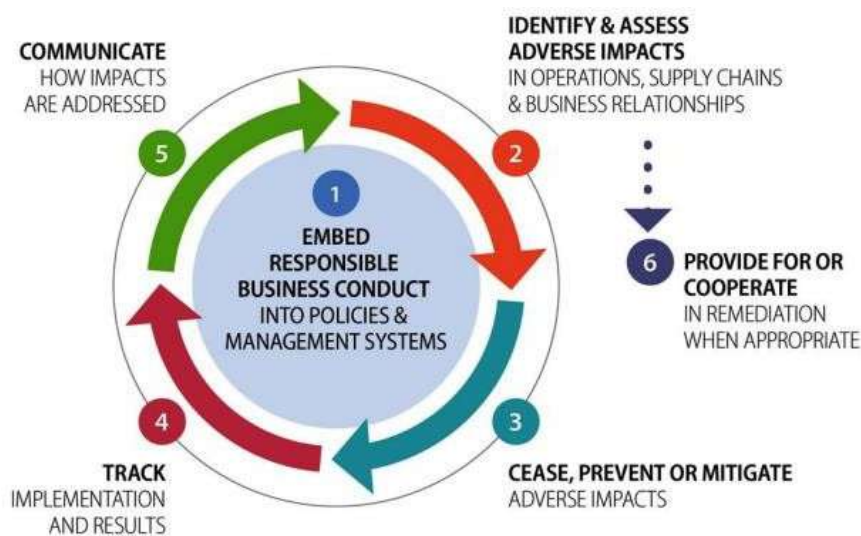 1
EMBED
RESPONSIBLE
BUSINESS CONDUCT
INTO POLICIES &
MANAGEMENT SYSTEMS
2
IDENTIFY & ASSESS
ADVERSE IMPACTS
IN OPERATIONS, SUPPLY CHAINS
& BUSINESS RELATIONSHIPS
3
CEASE, PREVENT OR MITIGATE
ADVERSE IMPACTS
4
TRACK
IMPLEMENTATION
AND RESULTS
5
COMMUNICATE
HOW IMPACTS
ARE ADDRESSED
6
PROVIDE FOR OR
COOPERATE
IN REMEDIATION
WHEN APPROPRIATE